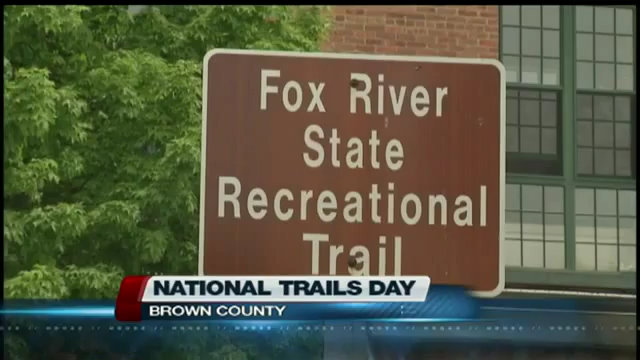 Fox River
State
Recreational
Trail
NATIONAL TRAILS DAY
BROWN COUNTY